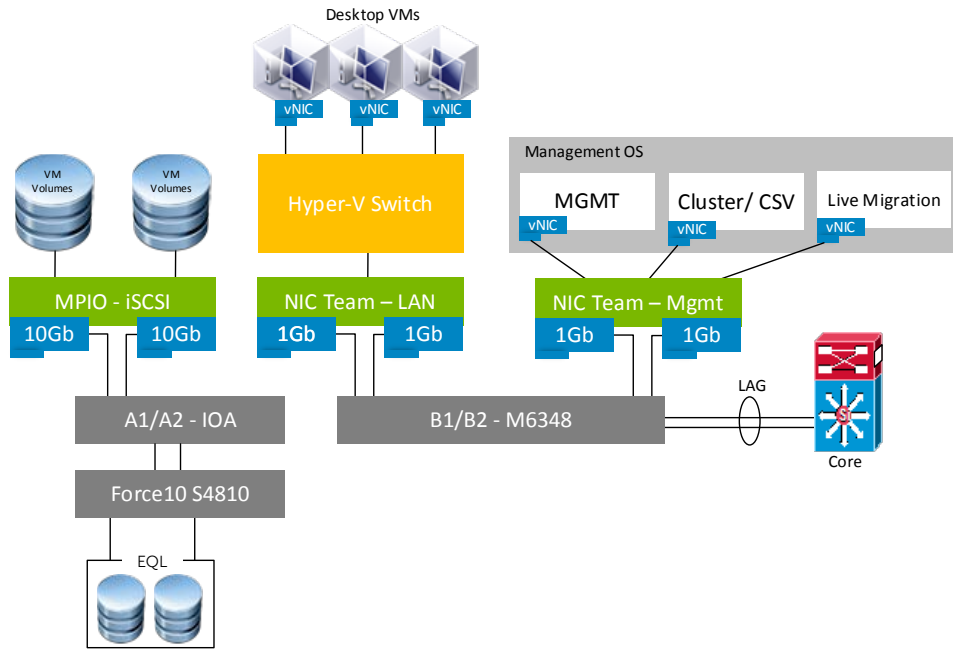 Desktop VMs
vNIC
vNIC
vNIC
Hyper-V Switch
VM
Volumes
VM
Volumes
Management OS
MGMT
vNIC
Cluster/ CSV
vNIC
Live Migration
vNIC
MPIO - iSCSI
10Gb
10Gb
NIC Team – LAN
1Gb
1Gb
NIC Team – Mgmt
1Gb
1Gb
A1/A2 - IOA
B1/B2 - M6348
LAG
Si
Core
Force10 S4810
EQL